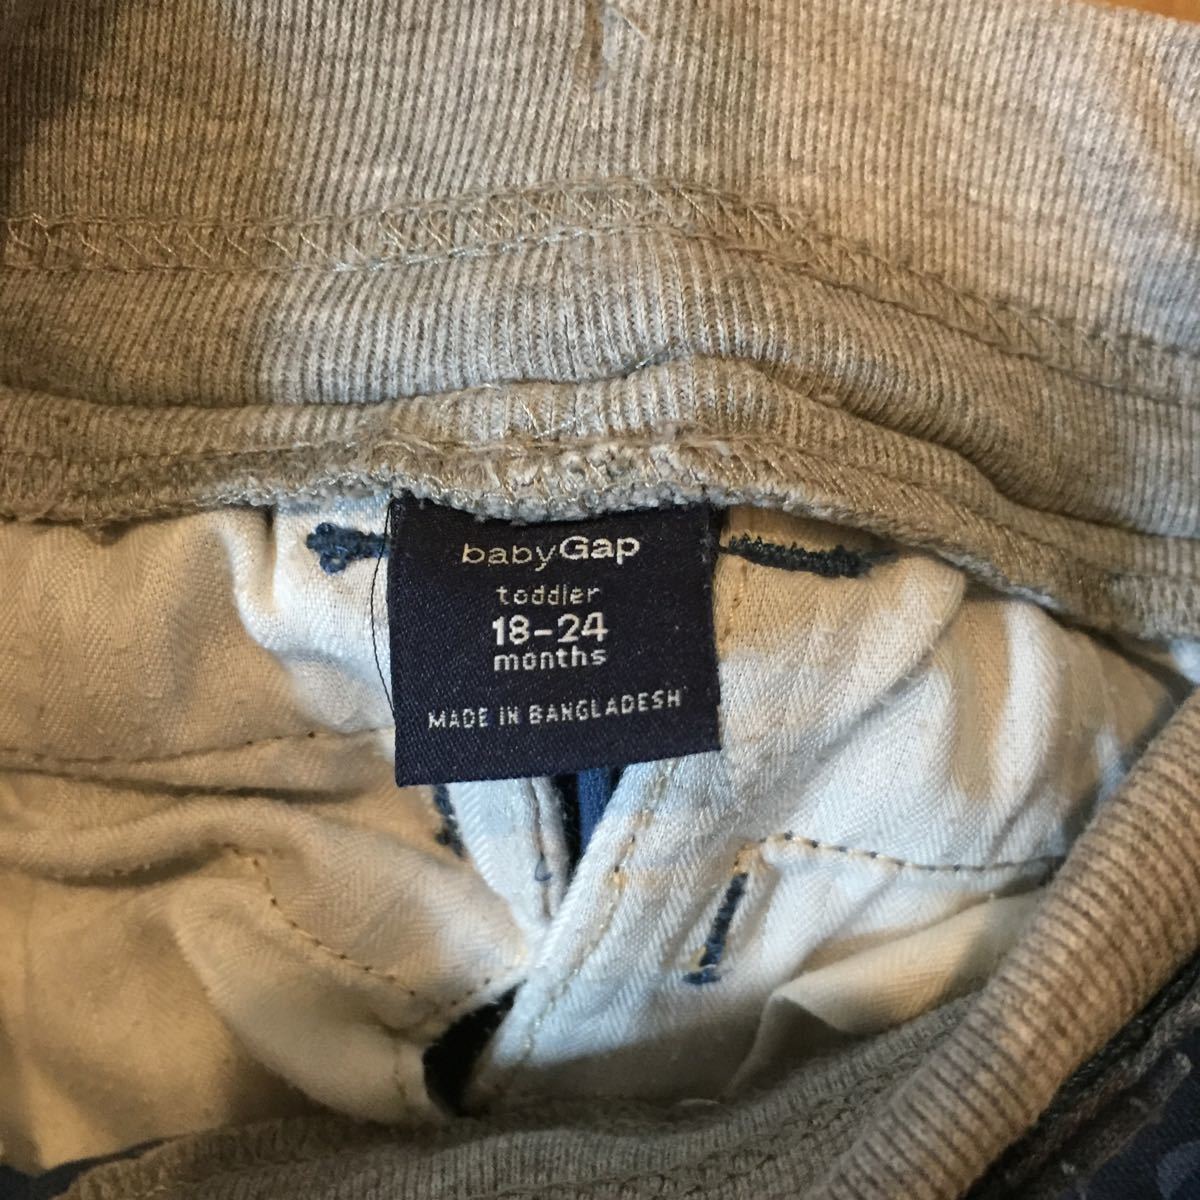 babyGap
toddler
18-24
months
MADE IN BANGLADESH